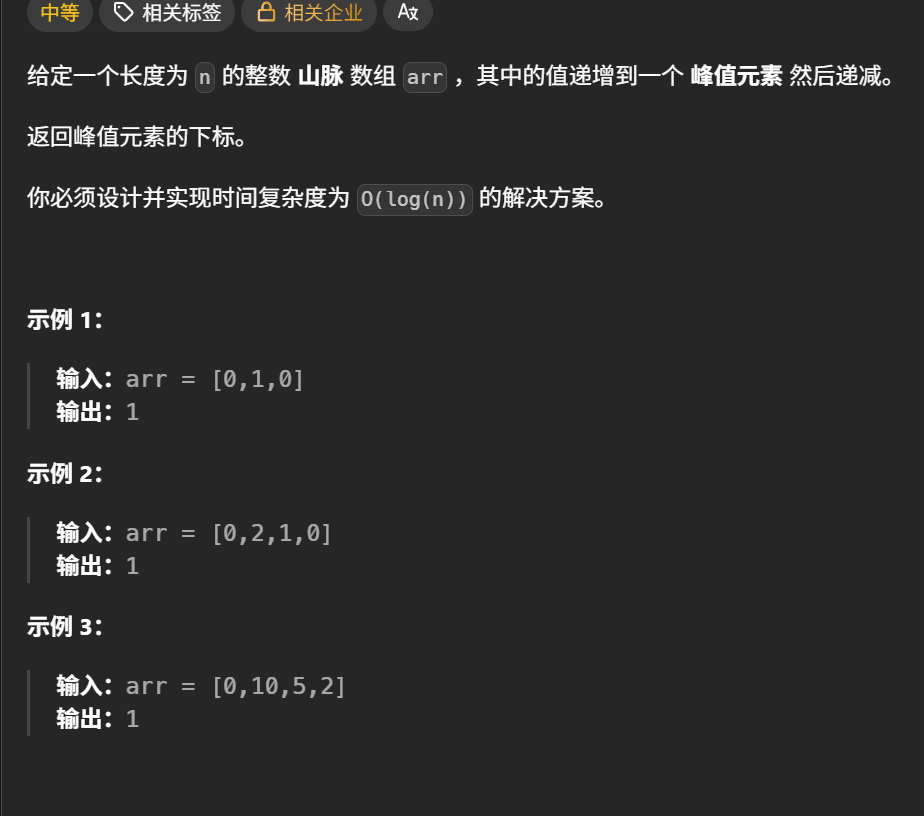 中等 相关标签 相关企业 Aぇ
给定一个长度为 n 的整数 山脉 数组 arr ，其中的值递增到一个 峰值元素 然后递减。
返回峰值元素的下标。
你必须设计并实现时间复杂度为 O(log(n)) 的解决方案。
示例 1：
输入：arr = [0,1,0]
输出：1
示例 2：
输入：arr = [0,2,1,0]
输出：1
示例 3：
输入：arr = [0,10,5,2]
输出：1